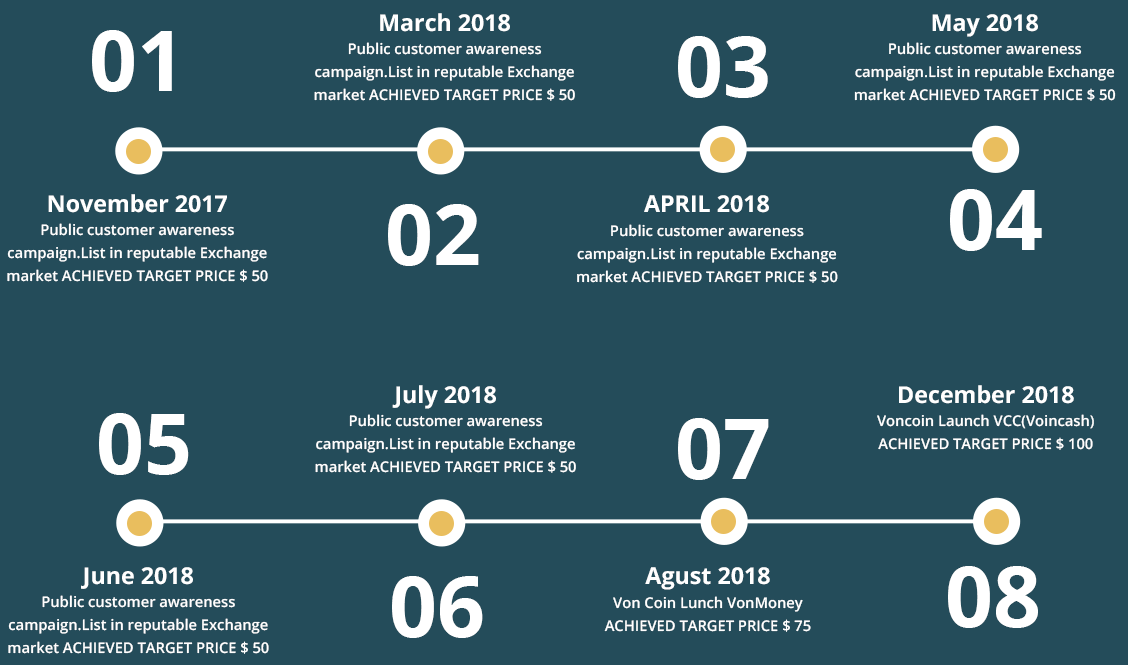 01
November 2017
Public customer awareness
campaign.List in reputable Exchange
market ACHIEVED TARGET PRICE $ 50
March 2018
Public customer awareness
campaign.List in reputable Exchange
market ACHIEVED TARGET PRICE $ 50
02
03
APRIL 2018
Public customer awareness
campaign.List in reputable Exchange
market ACHIEVED TARGET PRICE $ 50
May 2018
Public customer awareness
campaign.List in reputable Exchange
market ACHIEVED TARGET PRICE $ 50
04
05
June 2018
Public customer awareness
campaign.List in reputable Exchange
market ACHIEVED TARGET PRICE $ 50
July 2018
Public customer awareness
campaign.List in reputable Exchange
market ACHIEVED TARGET PRICE $ 50
06
07
Agust 2018
Von Coin Lunch VonMoney
ACHIEVED TARGET PRICE $ 75
December 2018
Voncoin Launch VCC(Voincash)
ACHIEVED TARGET PRICE $ 100
08